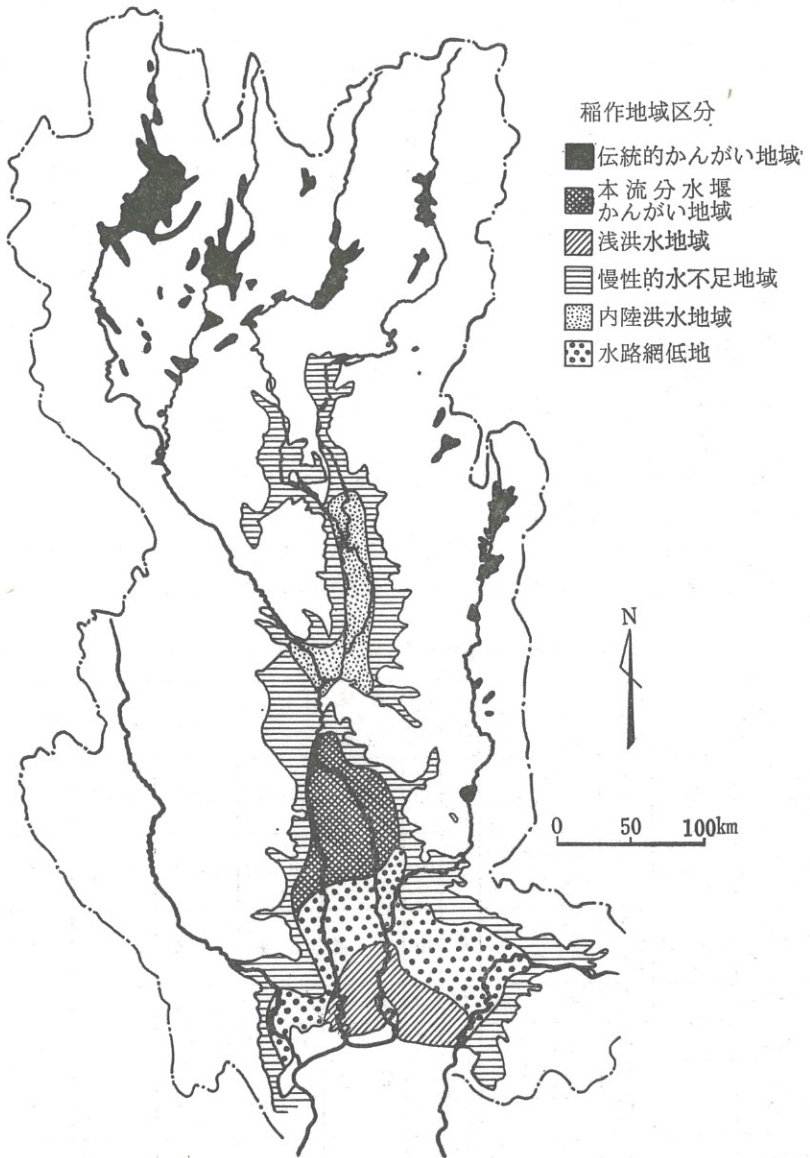 稲作地域区分
伝統的かんがい地域
本流分水堰
かんがい地域
浅洪水地域
慢性的水不足地域
内陸洪水地域
水路網低地
N
0 50 100km